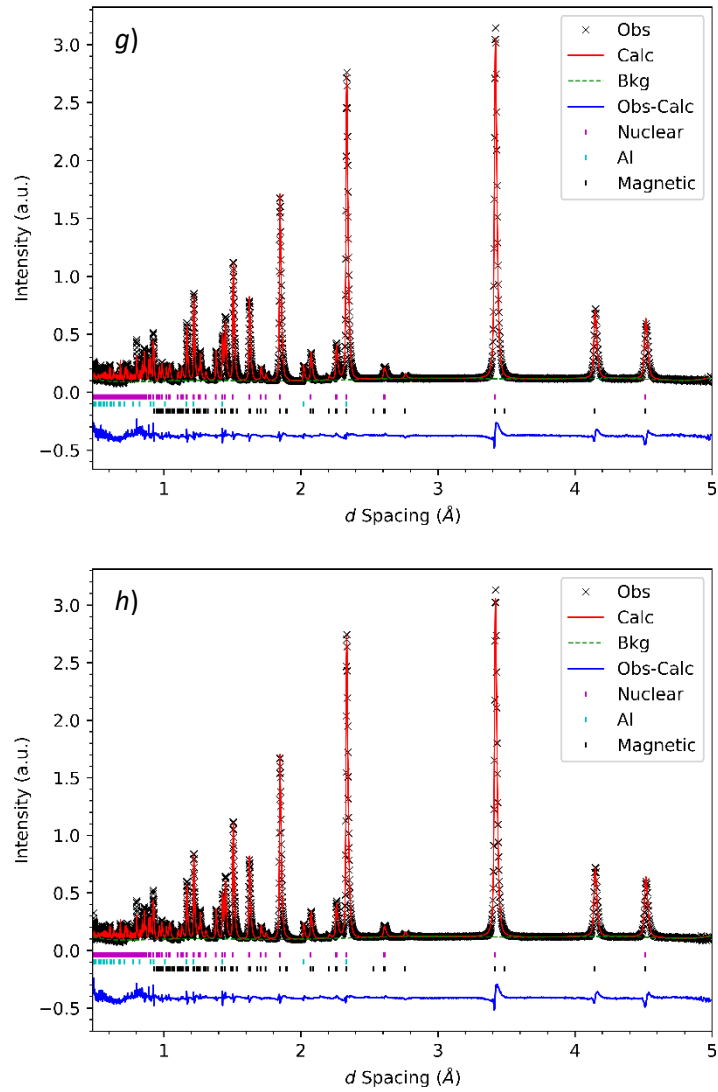 g)
Obs
Calc
Bkg
Obs-Calc
Nuclear
Al
Magnetic
3.0
2.5
2.0
1.5
1.0
0.5
0.0
−0.5
Intensity (a.u.)
1 2 3 4 5
d Spacing (Å)
h)
Obs
Calc
Bkg
Obs-Calc
Nuclear
Al
Magnetic
3.0
2.5
2.0
1.5
1.0
0.5
0.0
−0.5
Intensity (a.u.)
1 2 3 4 5
d Spacing (Å)